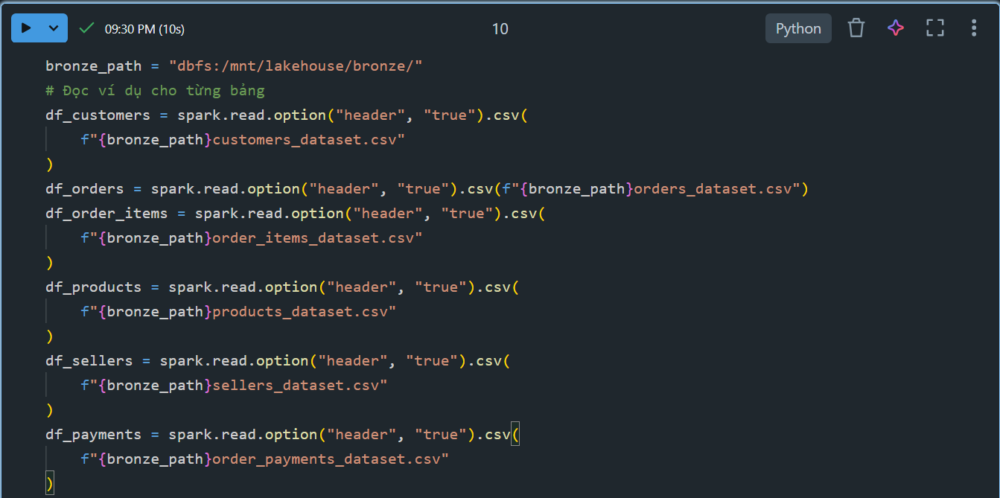 09:30 PM (10s)
10
Python
bronze_path = "dbfs:/mnt/lakehouse/bronze/"
# Đọc ví dụ cho từng bảng
df_customers = spark.read.option("header", "true").csv(
    f"{bronze_path}customers_dataset.csv"
)
df_orders = spark.read.option("header", "true").csv(f"{bronze_path}orders_dataset.csv")
df_order_items = spark.read.option("header", "true").csv(
    f"{bronze_path}order_items_dataset.csv"
)
df_products = spark.read.option("header", "true").csv(
    f"{bronze_path}products_dataset.csv"
)
df_sellers = spark.read.option("header", "true").csv(
    f"{bronze_path}sellers_dataset.csv"
)
df_payments = spark.read.option("header", "true").csv(
    f"{bronze_path}order_payments_dataset.csv"
)